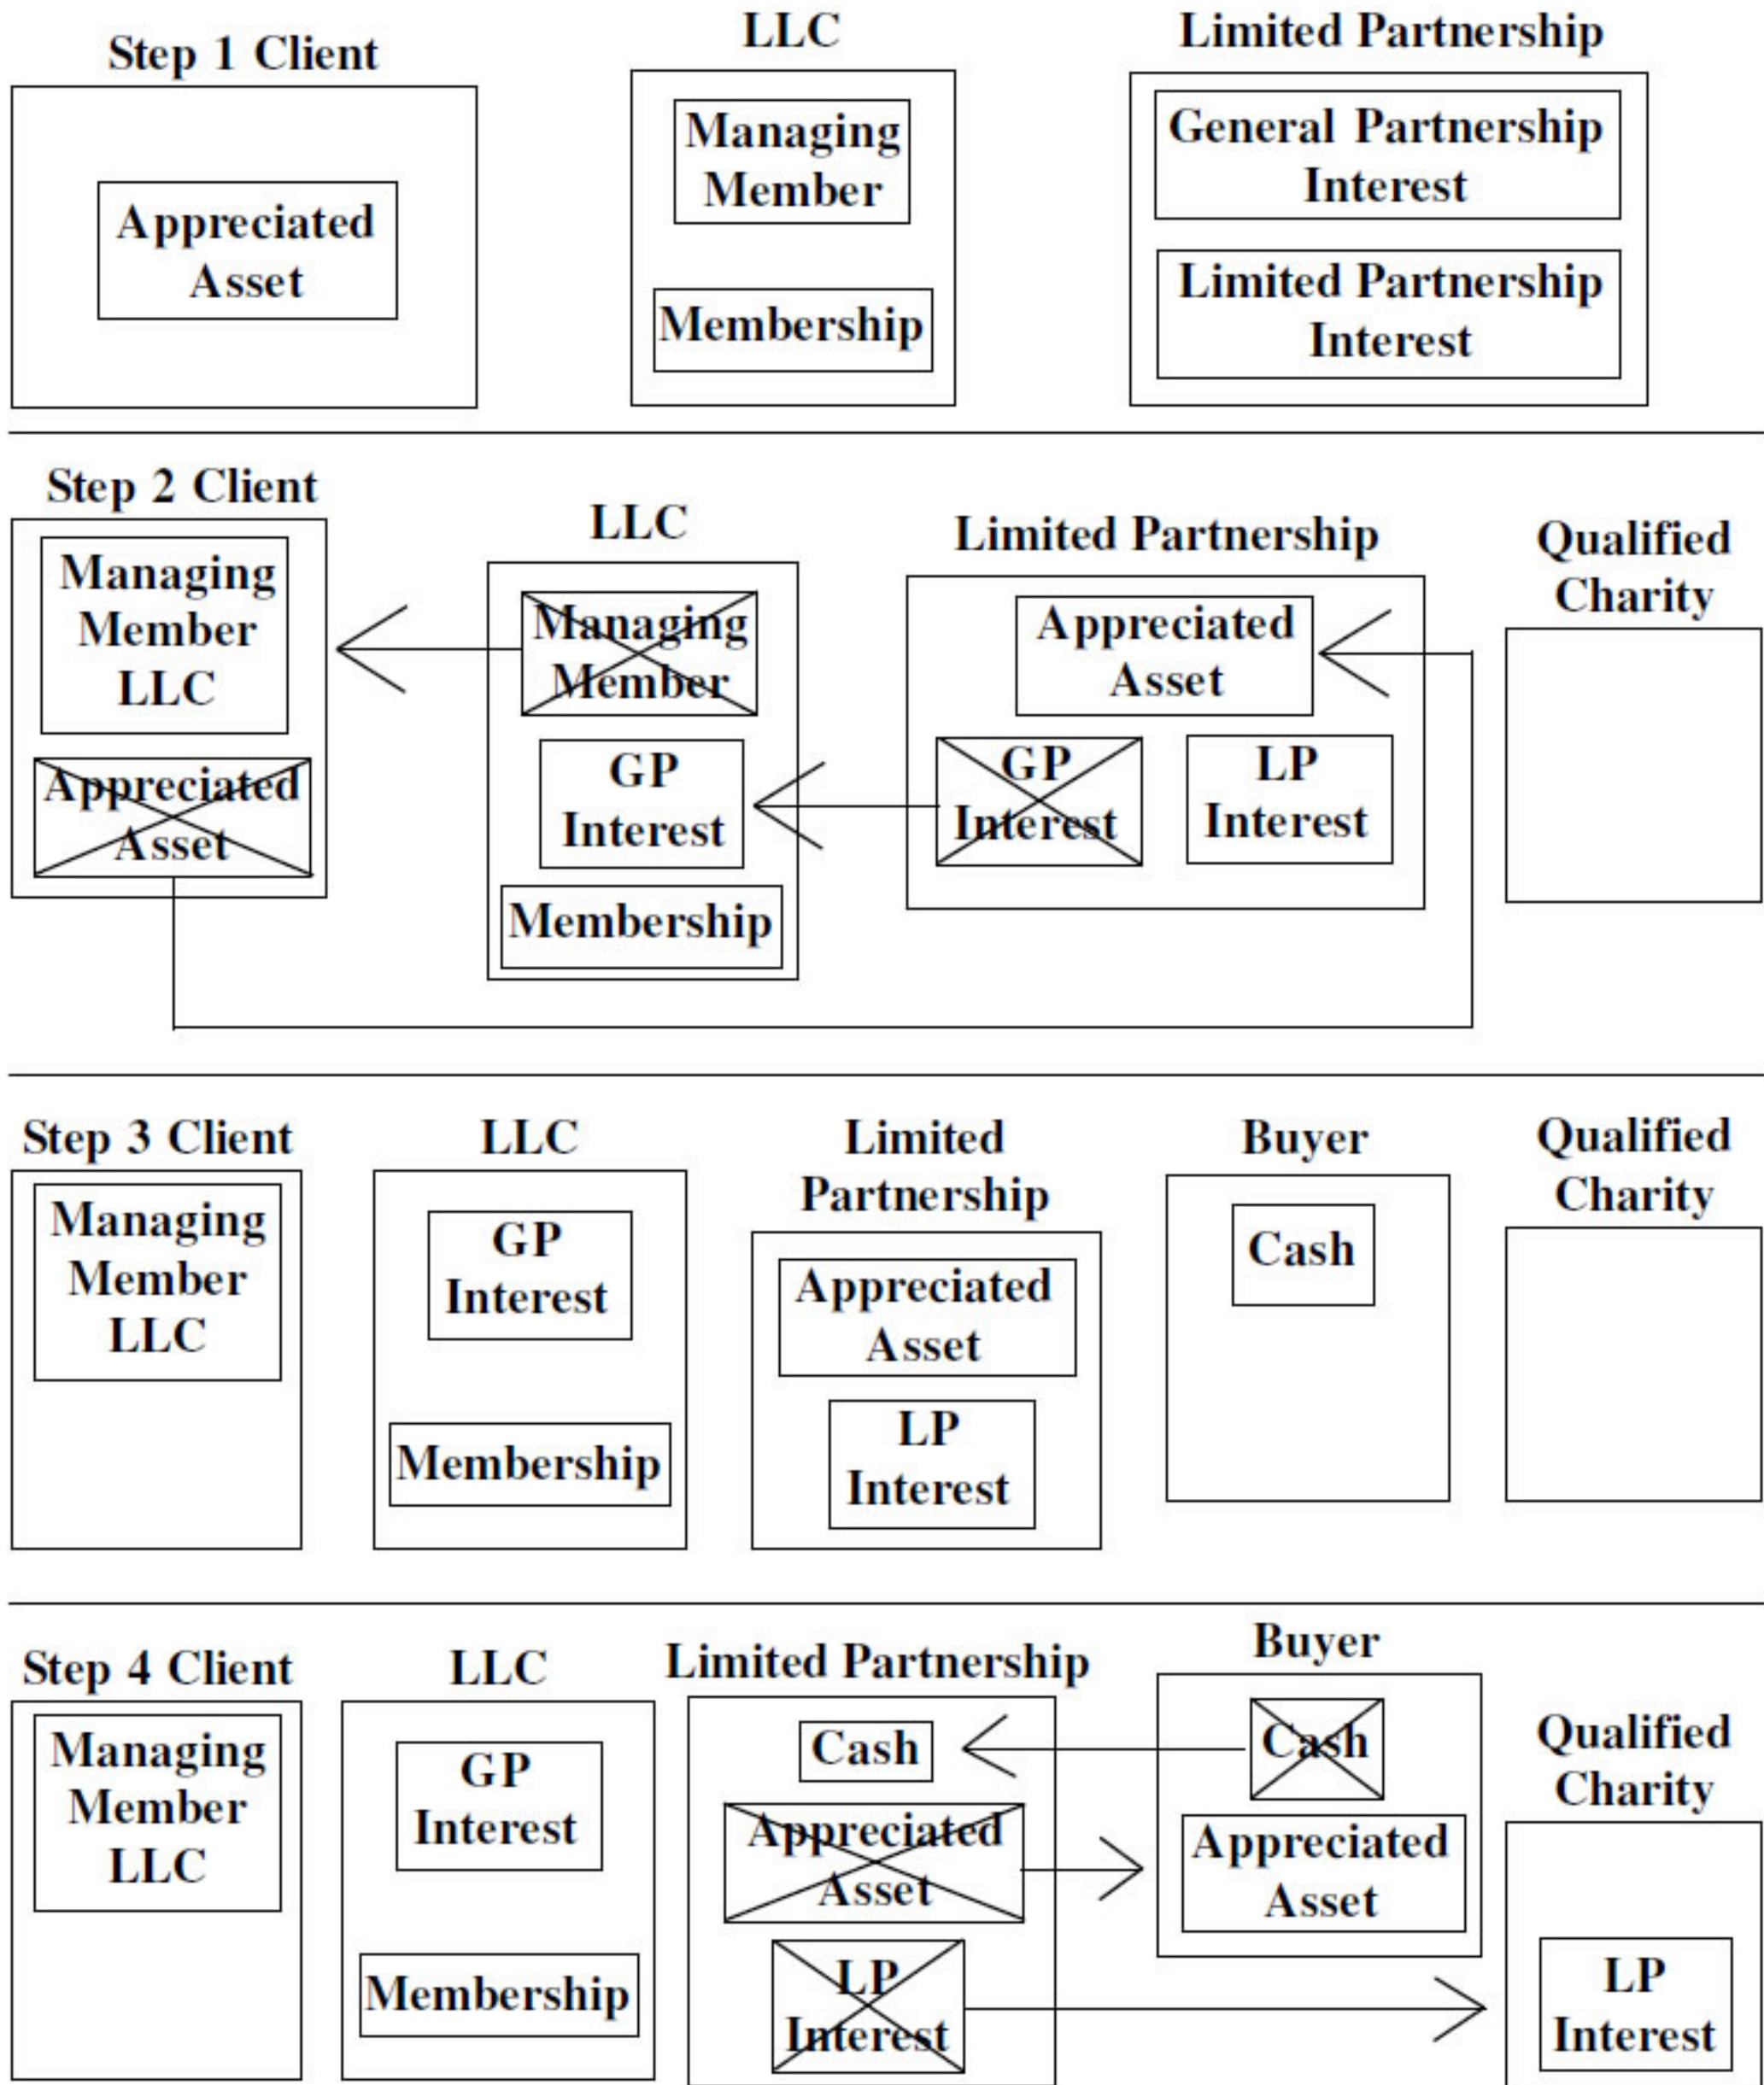 Step 1 Client
LLC
Limited Partnership
Appreciated
Asset
Managing
Member
Membership
General Partnership
Interest
Limited Partnership
Interest
Step 2 Client
LLC
Limited Partnership
Qualified
Charity
Managing
Member
LLC
Appreciated
Asset
Managing
Member
GP
Interest
Membership
Appreciated
Asset
GP
Interest
LP
Interest
Step 3 Client
LLC
Limited
Partnership
Buyer
Qualified
Charity
Managing
Member
LLC
GP
Interest
Membership
Appreciated
Asset
LP
Interest
Cash
Step 4 Client
LLC
Limited Partnership
Buyer
Qualified
Charity
Managing
Member
LLC
GP
Interest
Membership
Cash
Appreciated
Asset
LP
Interest
Cash
Appreciated
Asset
LP
Interest